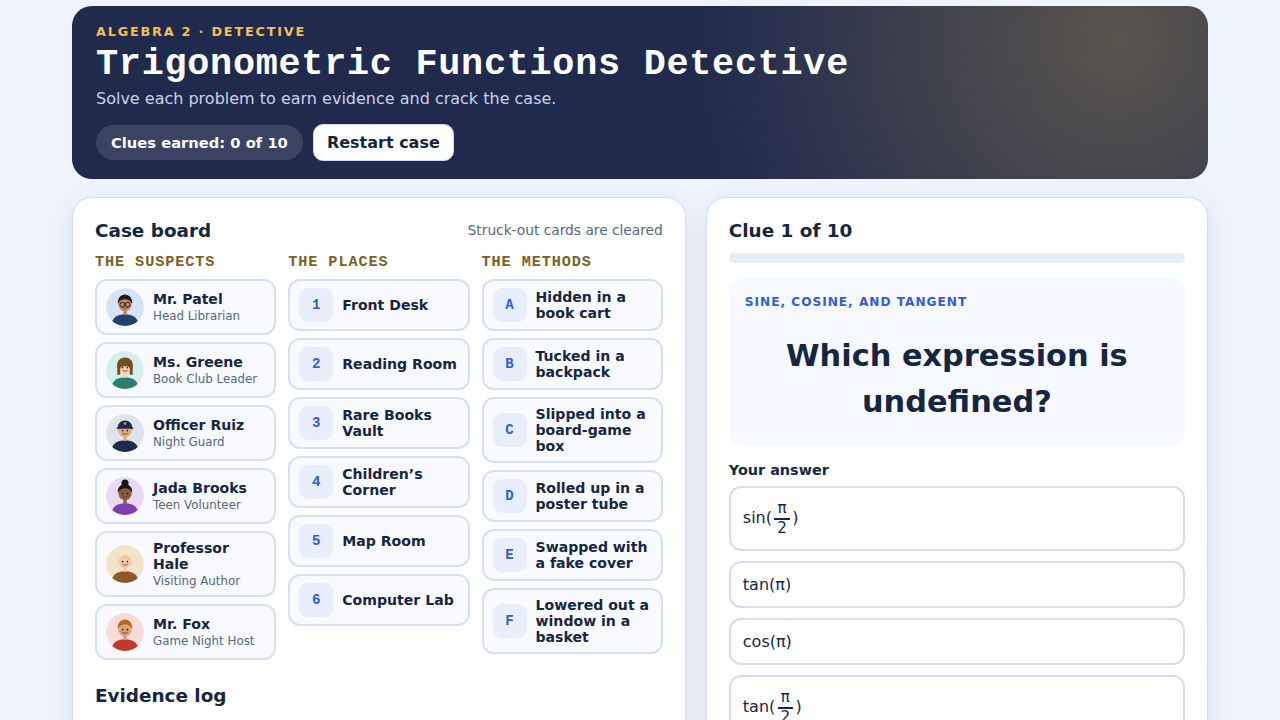 ALGEBRA 2 · DETECTIVE
Trigonometric Functions Detective
Solve each problem to earn evidence and crack the case.
Clues earned: 0 of 10
Restart case
Case board
Struck-out cards are cleared
THE SUSPECTS
Mr. Patel
Head Librarian
Ms. Greene
Book Club Leader
Officer Ruiz
Night Guard
Jada Brooks
Teen Volunteer
Professor
Hale
Visiting Author
Mr. Fox
Game Night Host
THE PLACES
1 Front Desk
2 Reading Room
3 Rare Books
Vault
4 Children’s
Corner
5 Map Room
6 Computer Lab
THE METHODS
A Hidden in a
book cart
B Tucked in a
backpack
C Slipped into a
board-game
box
D Rolled up in a
poster tube
E Swapped with
a fake cover
F Lowered out a
window in a
basket
Evidence log
Clue 1 of 10
SINE, COSINE, AND TANGENT
Which expression is
undefined?
Your answer
sin(π/2)
tan(π)
cos(π)
tan(π/2)